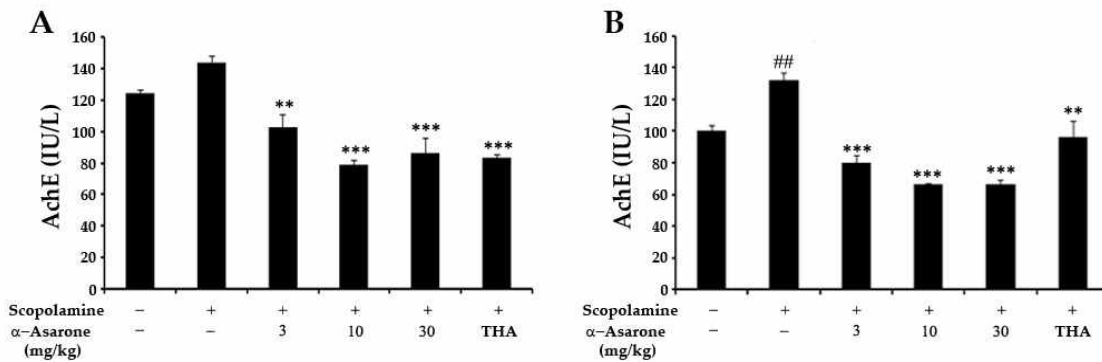 A
AchE (IU/L)
160
140
120
100
80
60
40
20
0
**
***
***
***
Scopolamine − + + + + +
α−Asarone − − 3 10 30 THA
(mg/kg)
B
AchE (IU/L)
160
140
120
100
80
60
40
20
0
##
***
***
***
**
Scopolamine − + + + + +
α−Asarone − − 3 10 30 THA
(mg/kg)